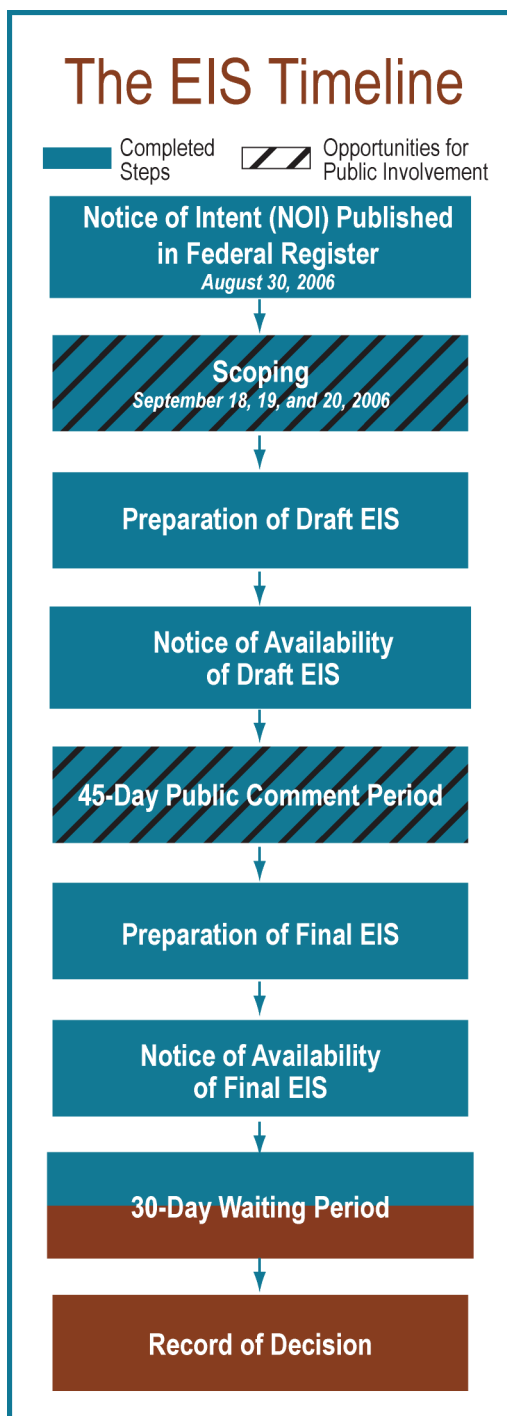 The EIS Timeline
Completed
Steps
Opportunities for
Public Involvement
Notice of Intent (NOI) Published
in Federal Register
August 30, 2006
Scoping
September 18, 19, and 20, 2006
Preparation of Draft EIS
Notice of Availability
of Draft EIS
45-Day Public Comment Period
Preparation of Final EIS
Notice of Availability
of Final EIS
30-Day Waiting Period
Record of Decision